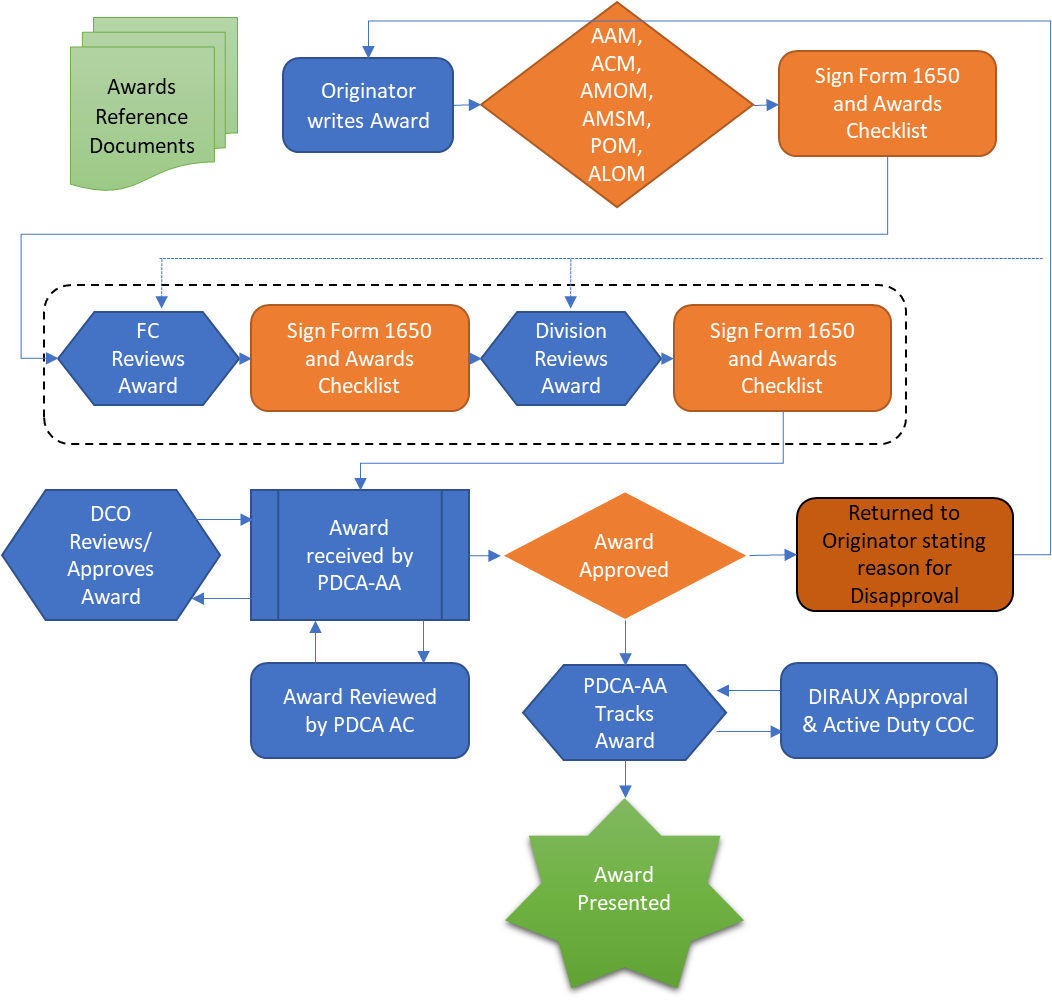 Awards
Reference
Documents
Originator
writes Award
AAM,
ACM,
AMOM,
AMSM,
POM,
ALOM
Sign Form 1650
and Awards
Checklist
FC
Reviews
Award
Sign Form 1650
and Awards
Checklist
Division
Reviews
Award
Sign Form 1650
and Awards
Checklist
DCO
Reviews/
Approves
Award
Award
received by
PDCA-AA
Award
Approved
Returned to
Originator stating
reason for
Disapproval
Award Reviewed
by PDCA AC
PDCA-AA
Tracks
Award
DIRAUX Approval
& Active Duty COC
Award
Presented